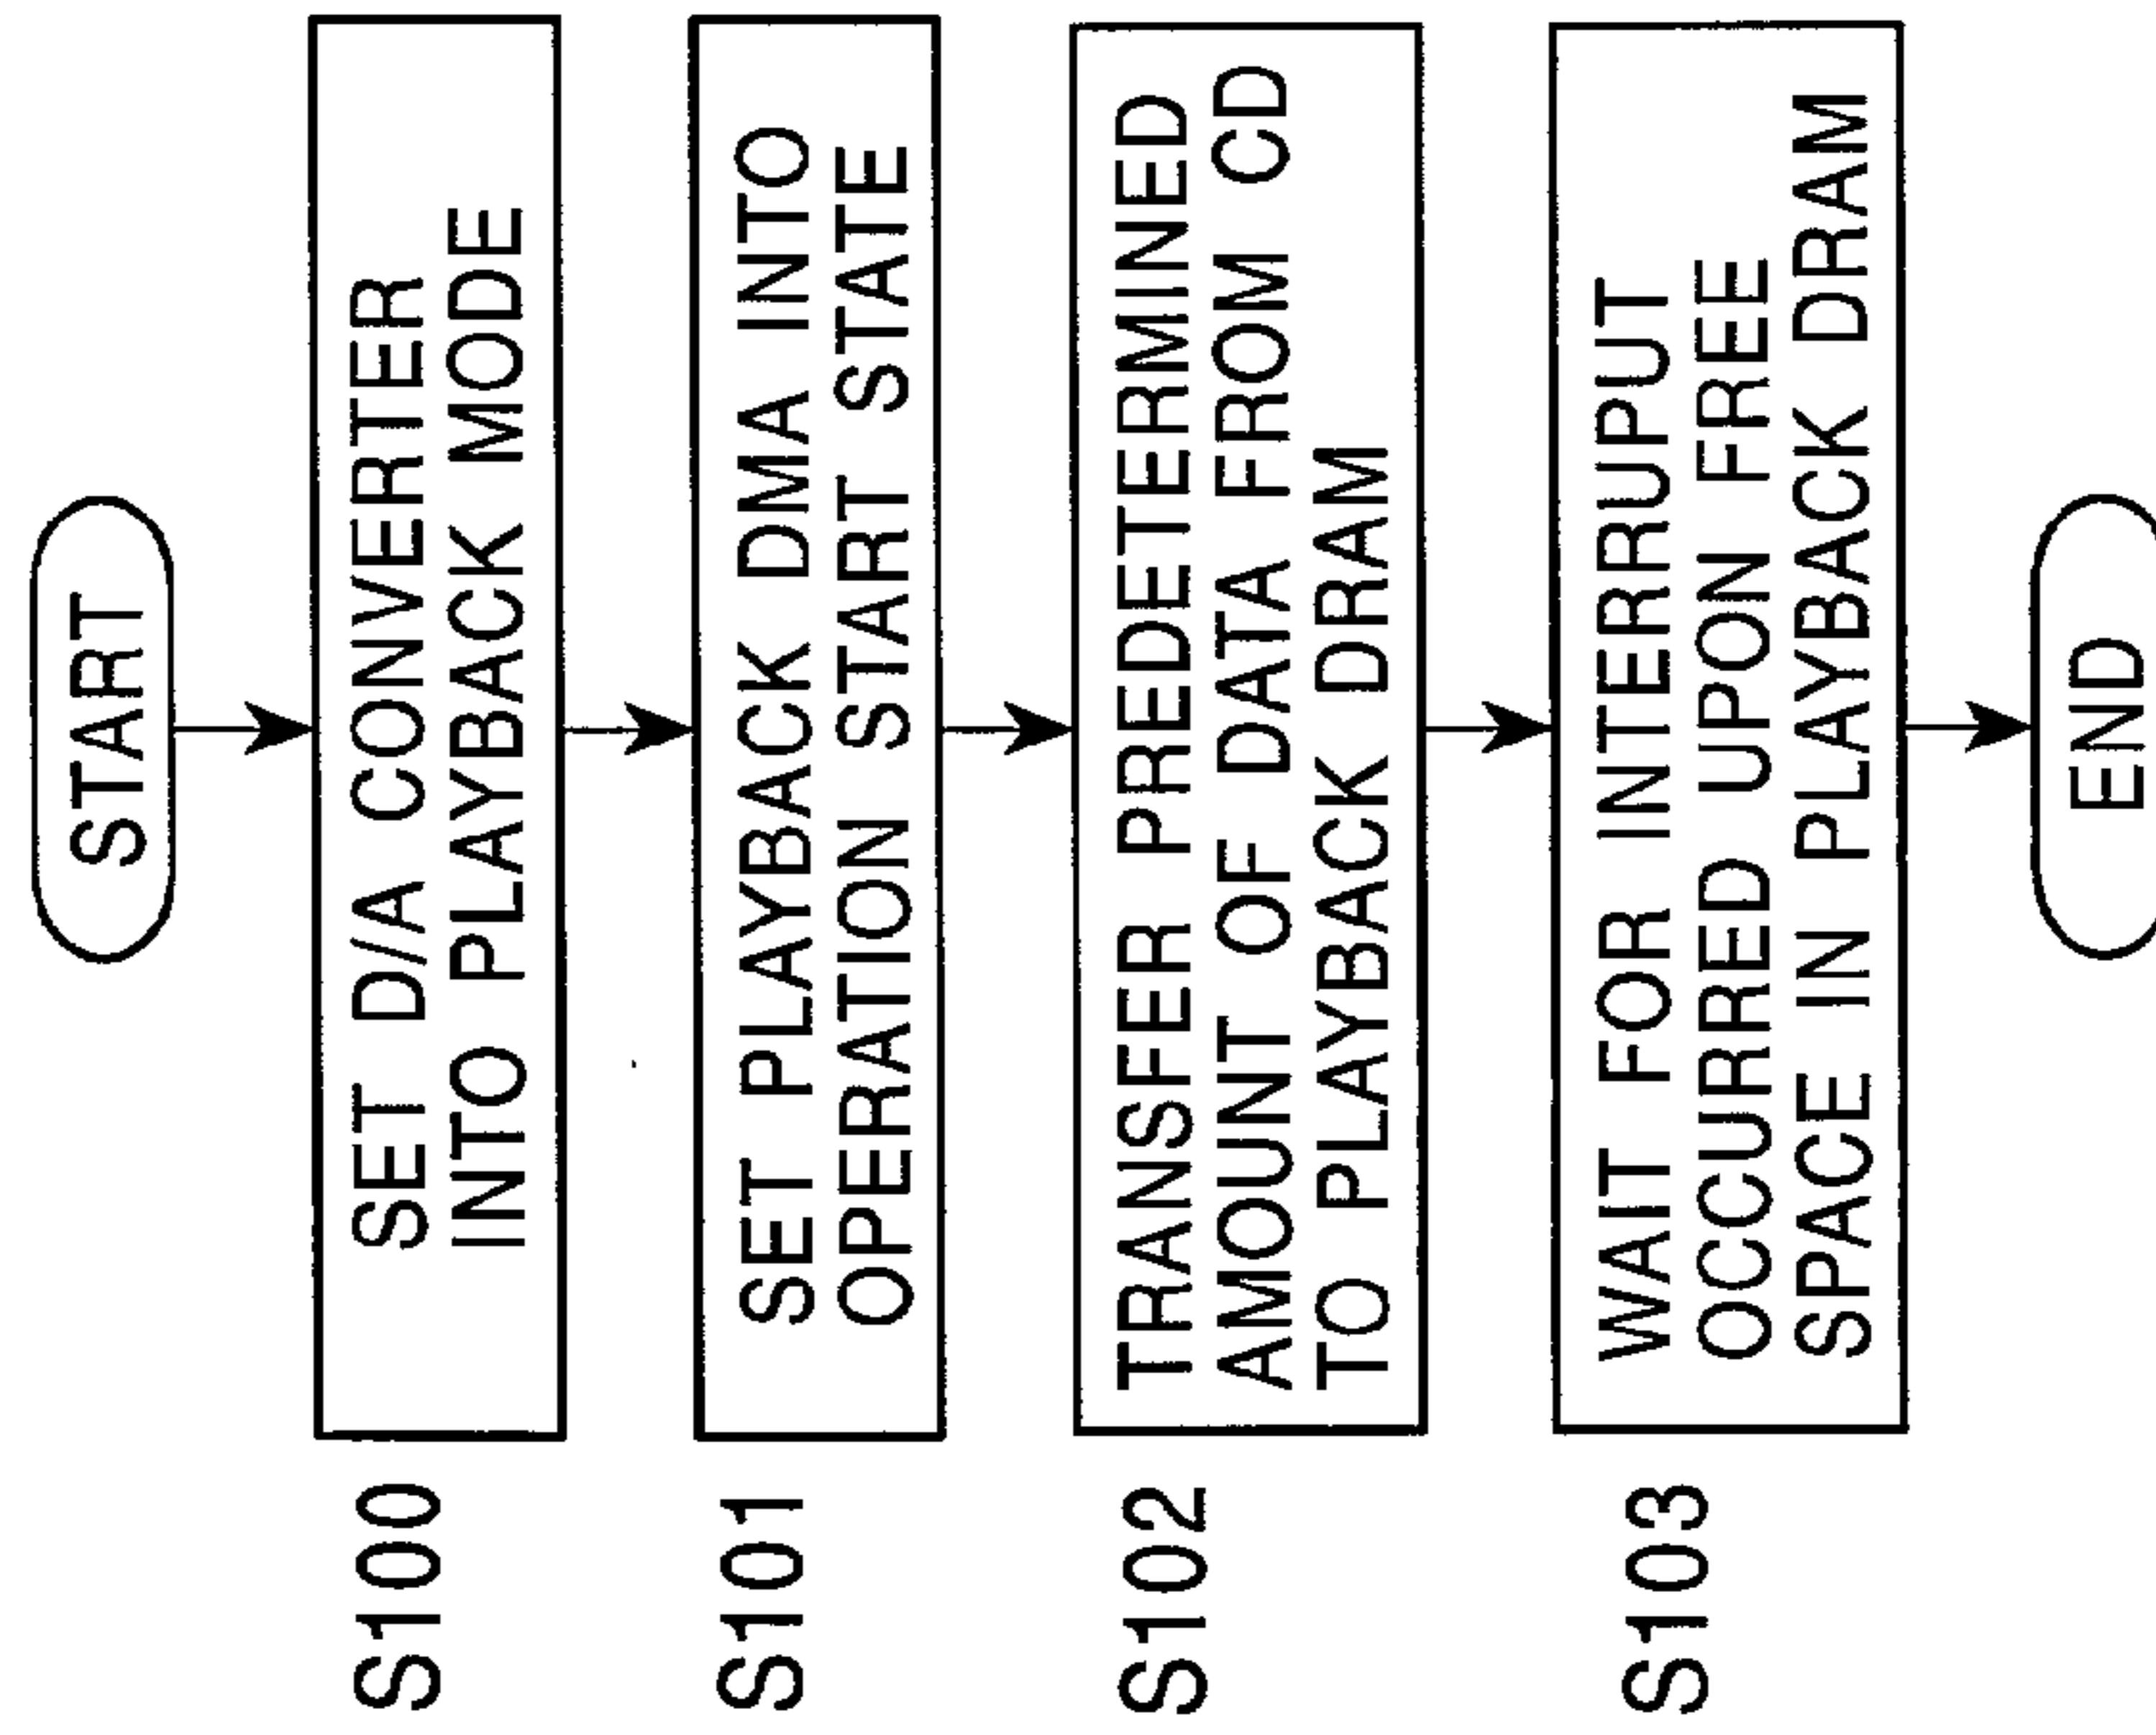 START
S100
SET D/A CONVERTER
INTO PLAYBACK MODE
S101
SET PLAYBACK DMA INTO
OPERATION START STATE
S102
TRANSFER PREDETERMINED
AMOUNT OF DATA FROM CD
TO PLAYBACK DRAM
S103
WAIT FOR INTERRUPUT
OCCURRED UPON FREE
SPACE IN PLAYBACK DRAM
END